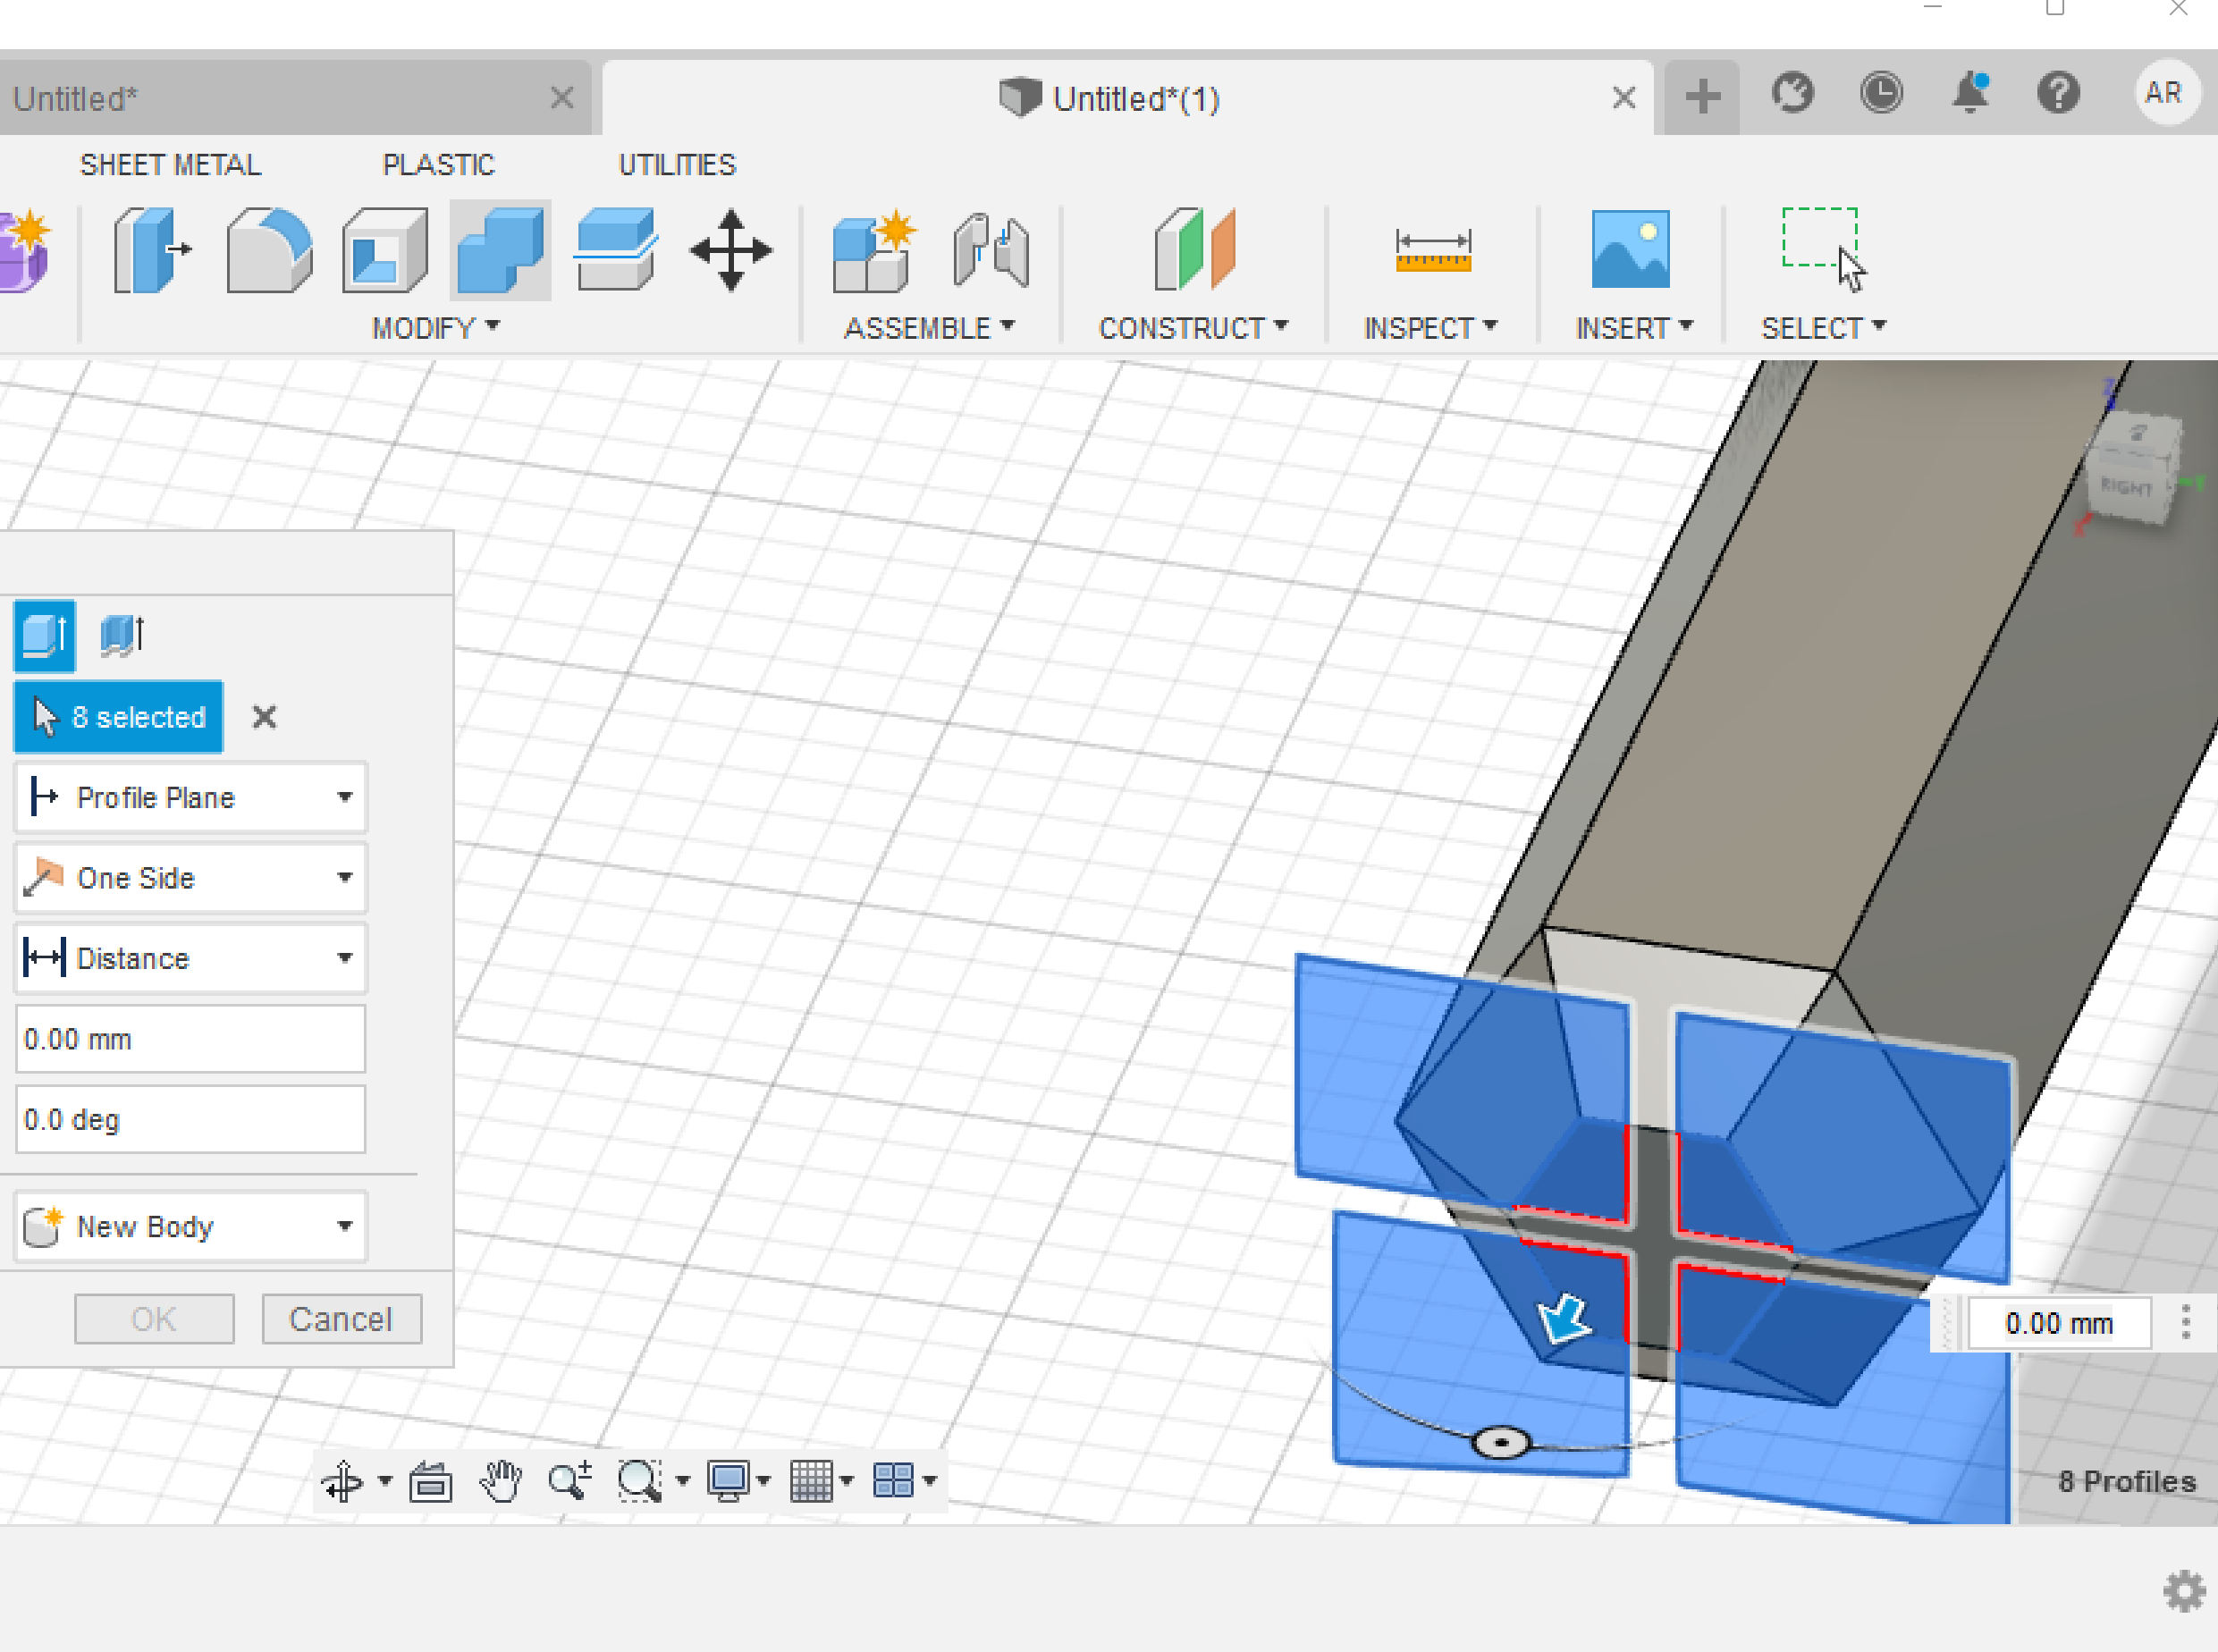 Untitled*
Untitled*(1)
AR
SHEET METAL PLASTIC UTILITIES
MODIFY ASSEMBLE CONSTRUCT INSPECT INSERT SELECT
Z
RIGHT
8 selected
Profile Plane
One Side
Distance
0.00 mm
0.0 deg
New Body
OK Cancel
0.00 mm
8 Profiles